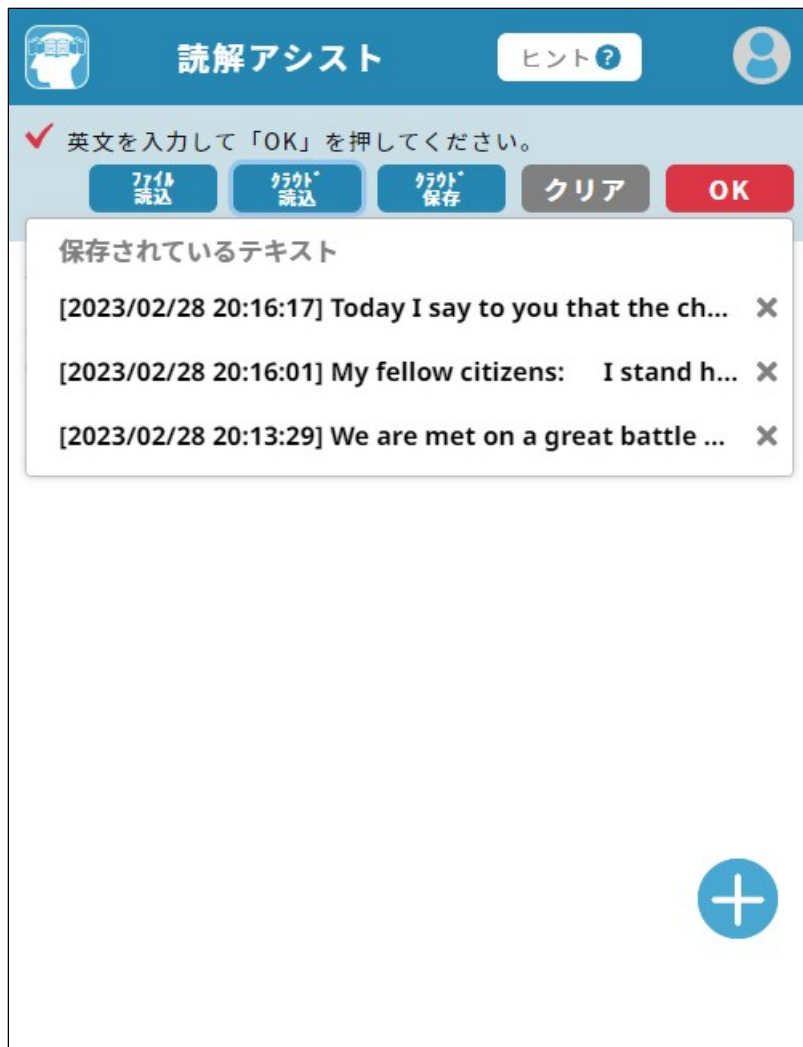 読解アシスト
ヒント?
英文を入力して「OK」を押してください。
ﾌｧｲﾙ
読込
ｸﾗｳﾄﾞ
読込
ｸﾗｳﾄﾞ
保存
クリア
OK
保存されているテキスト
[2023/02/28 20:16:17] Today I say to you that the ch...
[2023/02/28 20:16:01] My fellow citizens: I stand h...
[2023/02/28 20:13:29] We are met on a great battle ...